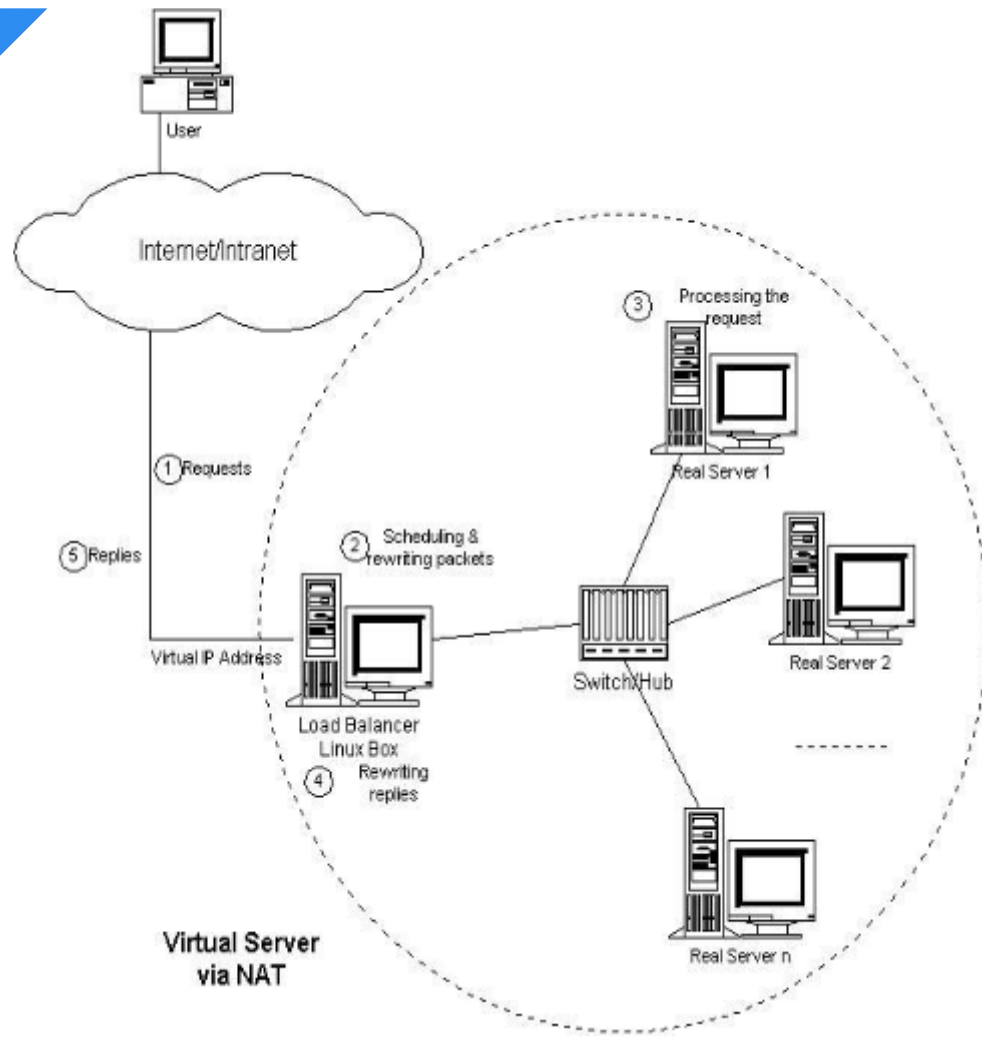 User
Internet/Intranet
3
Processing the
request
Real Server 1
1 Requests
2
Scheduling &
rewriting packets
5 Replies
Virtual IP Address
Switch/Hub
Real Server 2
Load Balancer
Linux Box
4
Rewriting
replies
Real Server n
Virtual Server
via NAT